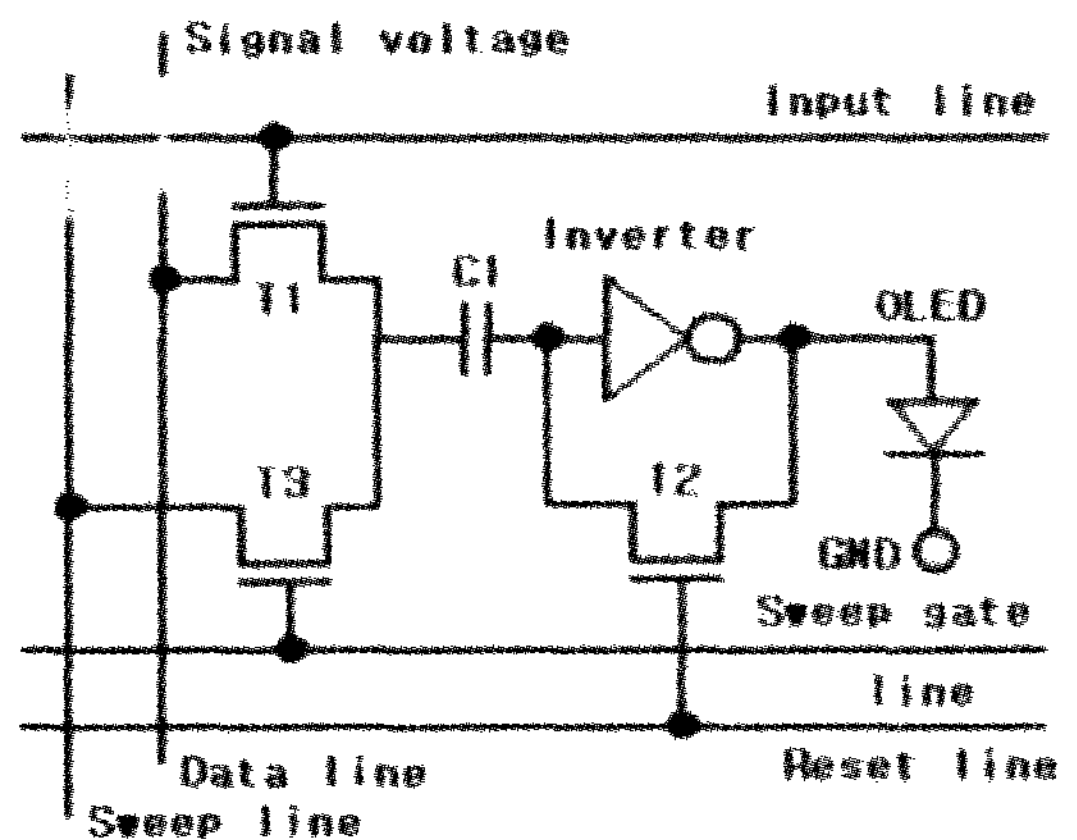 Signal voltage
Input line
Inverter
C1
T1
OLED
T3
T2
GND
Sweep gate
line
Reset line
Data line
Sweep line